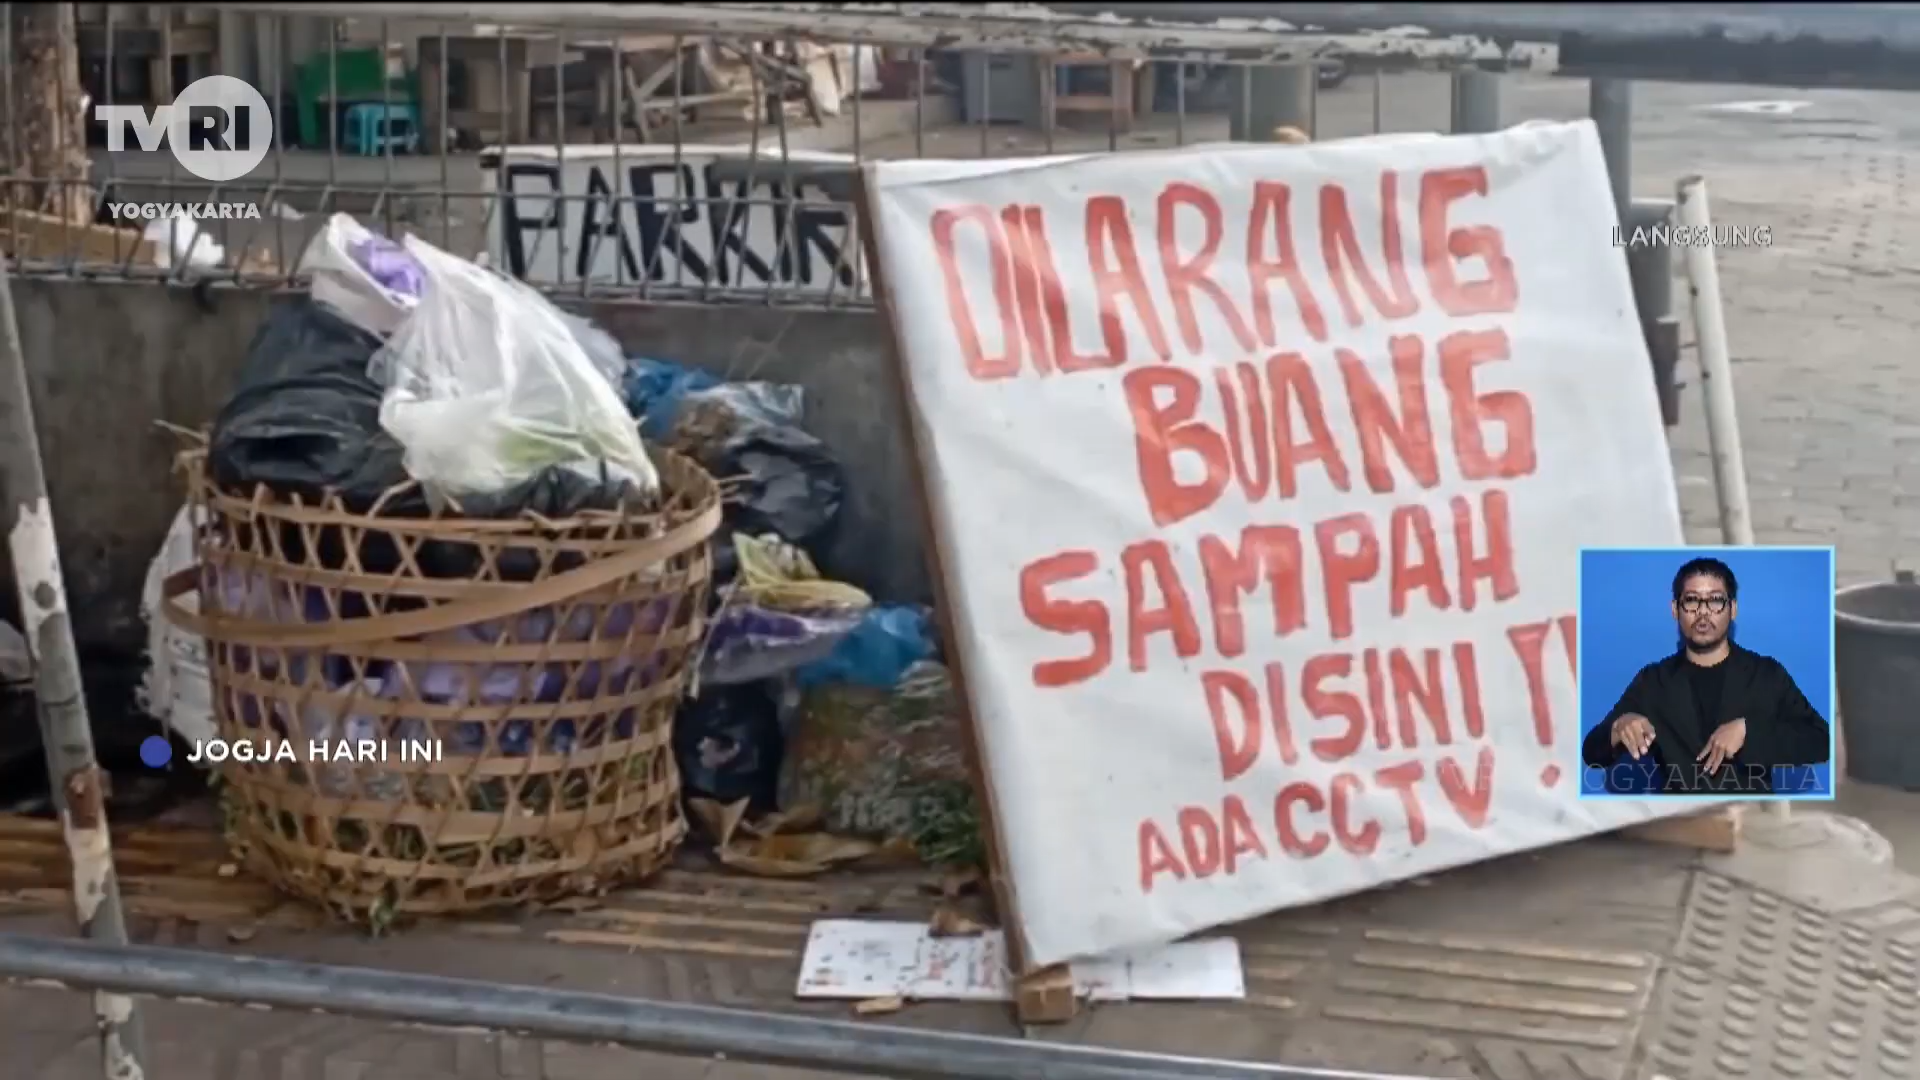 TVRI
YOGYAKARTA
PARKIR
LANGSUNG
DILARANG
BUANG
SAMPAH
DISINI !!
ADA CCTV
JOGJA HARI INI
YOGYAKARTA